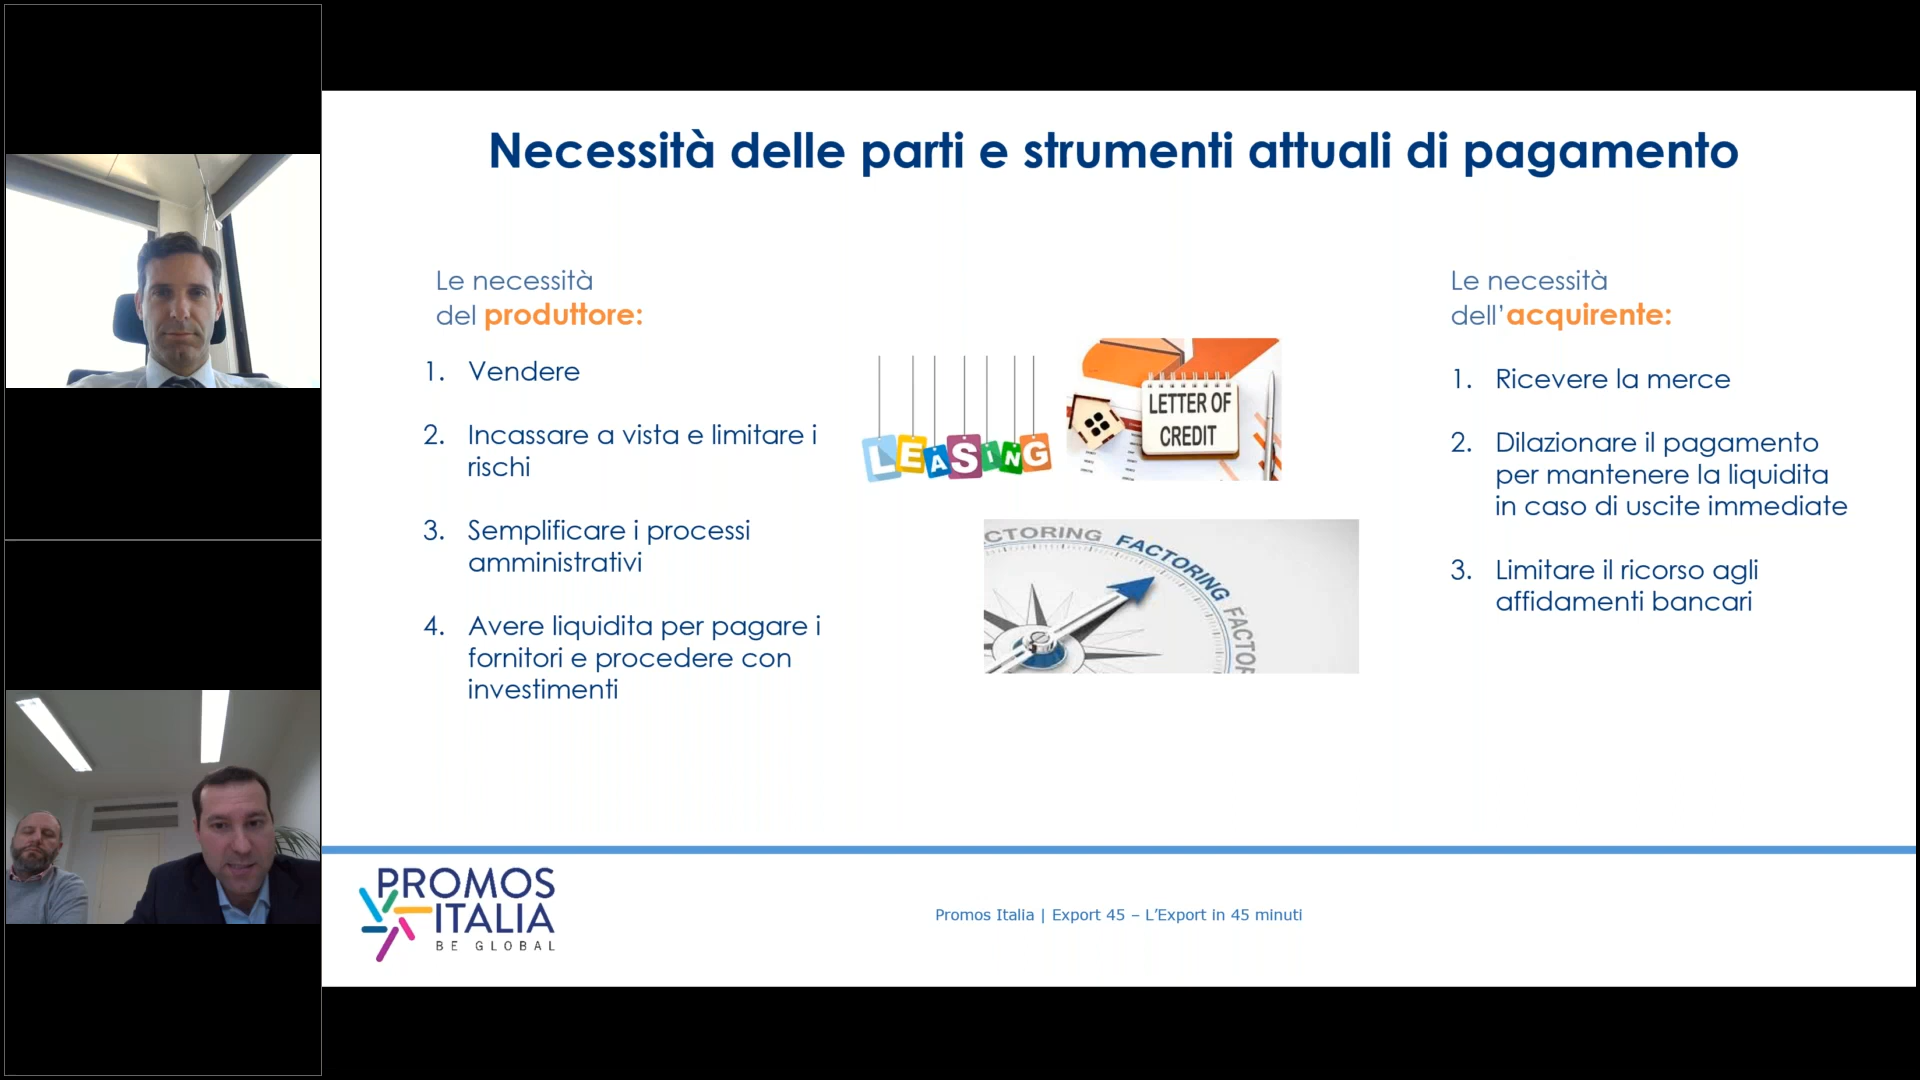 Necessità delle parti e strumenti attuali di pagamento
Le necessità
del produttore:
1. Vendere
2. Incassare a vista e limitare i
rischi
3. Semplificare i processi
amministrativi
4. Avere liquidita per pagare i
fornitori e procedere con
investimenti
LEASING
LETTER OF
CREDIT
CTORING FACTORING FACTOR
Le necessità
dell’acquirente:
1. Ricevere la merce
2. Dilazionare il pagamento
per mantenere la liquidita
in caso di uscite immediate
3. Limitare il ricorso agli
affidamenti bancari
PROMOS
ITALIA
BE GLOBAL
Promos Italia | Export 45 – L’Export in 45 minuti